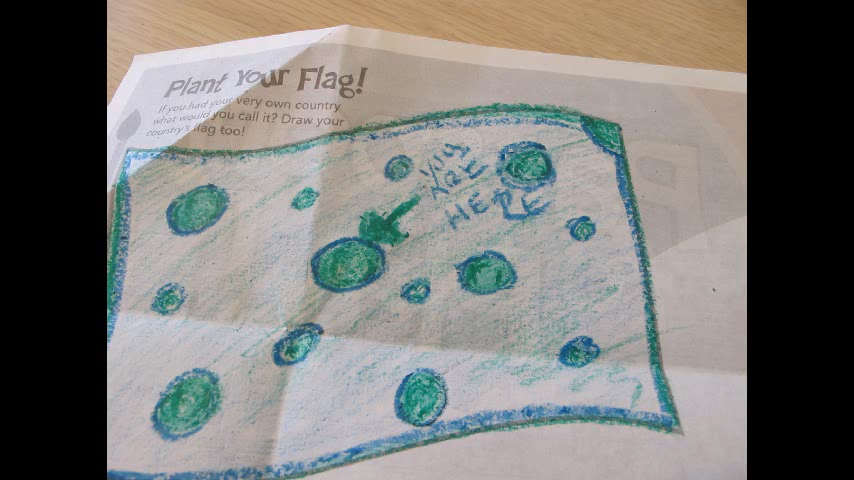 Plant Your Flag!
If you had your very own country
what would you call it? Draw your
country's flag too!
YOU
ARE
HERE